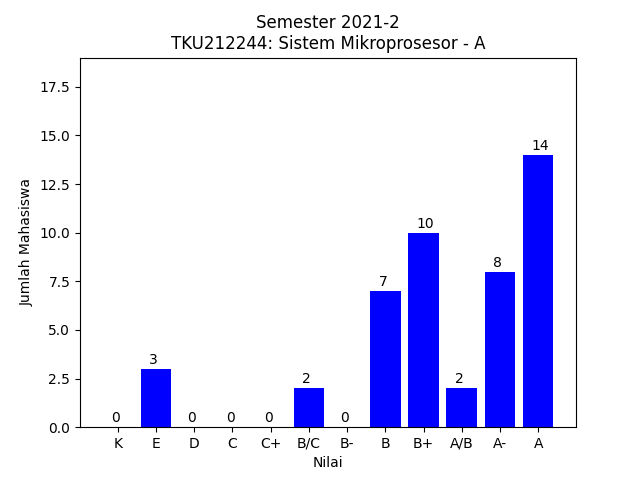 Semester 2021-2
TKU212244: Sistem Mikroprosesor - A
17.5
15.0
12.5
10.0
7.5
5.0
2.5
0.0
Jumlah Mahasiswa
0 3 0 0 0 2 0 7 10 2 8 14
K E D C C+ B/C B- B B+ A/B A- A
Nilai